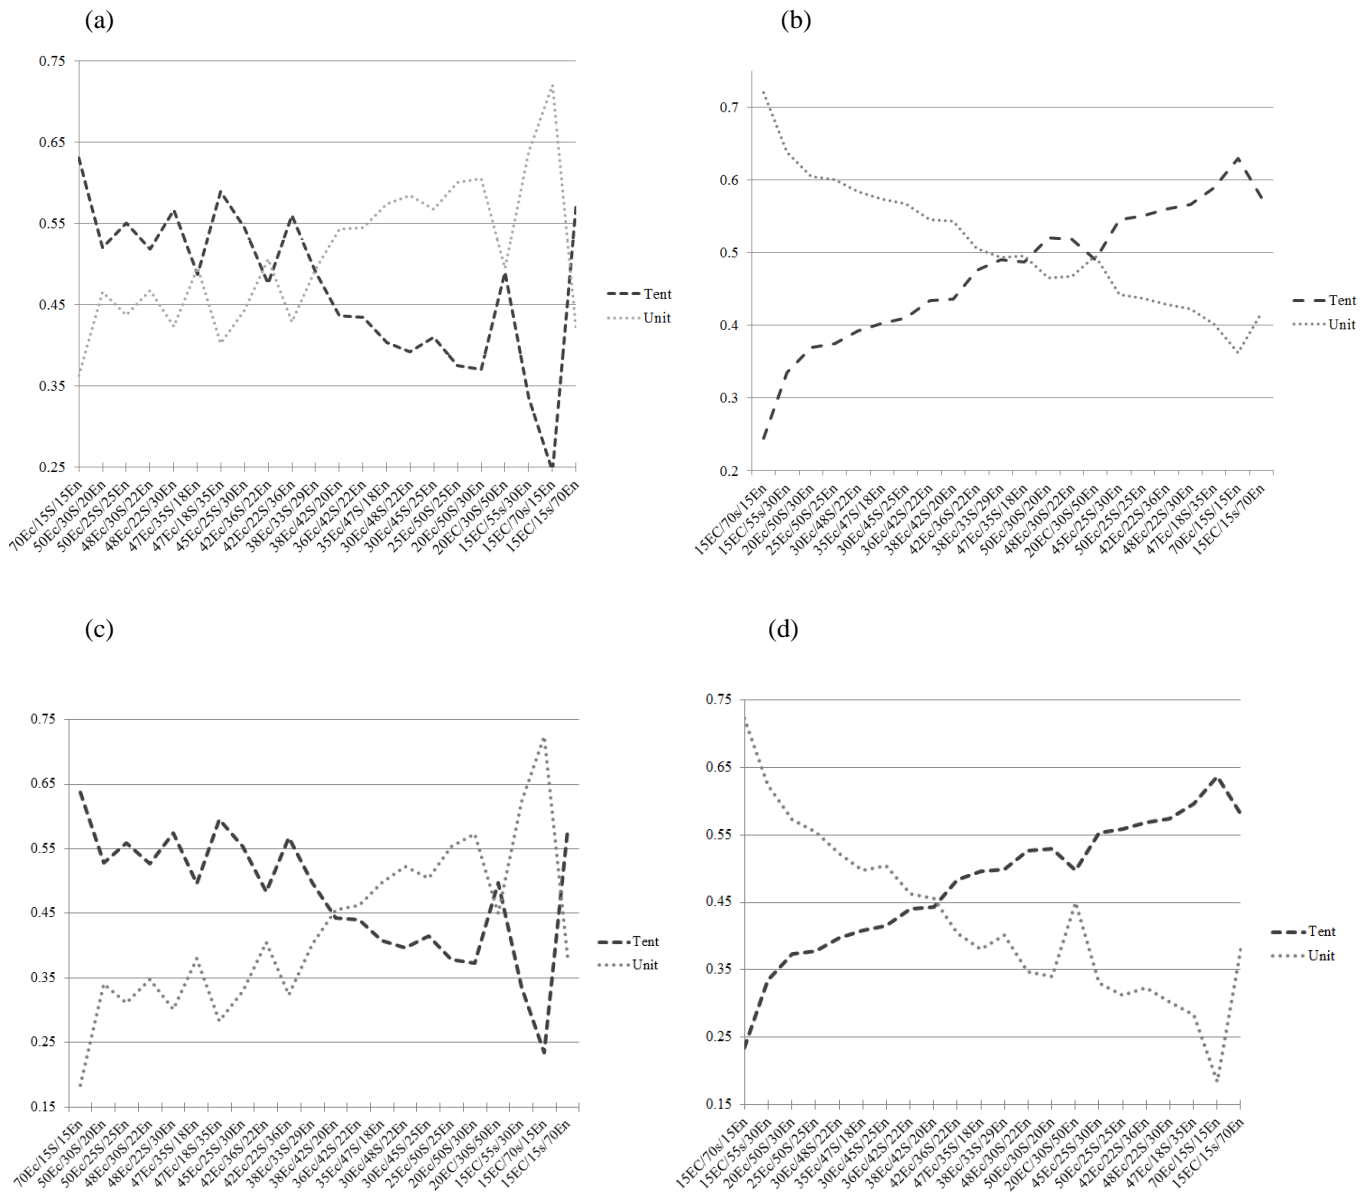 (a)
0.75
0.65
0.55
0.45
0.35
0.25
70Ec/15S/15En
50Ec/30S/20En
50Ec/25S/25En
48Ec/30S/22En
48Ec/22S/30En
47Ec/35S/18En
47Ec/18S/35En
45Ec/25S/30En
42Ec/36S/22En
42Ec/22S/36En
38Ec/33S/29En
38Ec/42S/20En
36Ec/42S/22En
35Ec/47S/18En
30Ec/48S/22En
30Ec/45S/25En
25Ec/50S/25En
20Ec/50S/30En
20EC/30S/50En
15EC/55s/30En
15EC/70s/15En
15EC/15s/70En
Tent
Unit
(b)
0.7
0.6
0.5
0.4
0.3
0.2
15EC/70s/15En
15EC/55s/30En
20Ec/50S/30En
25Ec/50S/25En
30Ec/48S/22En
35Ec/47S/18En
30Ec/45S/25En
36Ec/42S/22En
38Ec/42S/20En
42Ec/36S/22En
38Ec/33S/29En
47Ec/35S/18En
50Ec/30S/20En
48Ec/30S/22En
20EC/30S/50En
45Ec/25S/30En
50Ec/25S/25En
42Ec/22S/36En
48Ec/22S/30En
47Ec/18S/35En
70Ec/15S/15En
15EC/15s/70En
Tent
Unit
(c)
0.75
0.65
0.55
0.45
0.35
0.25
0.15
70Ec/15S/15En
50Ec/30S/20En
50Ec/25S/25En
48Ec/30S/22En
48Ec/22S/30En
47Ec/35S/18En
47Ec/18S/35En
45Ec/25S/30En
42Ec/36S/22En
42Ec/22S/36En
38Ec/33S/29En
38Ec/42S/20En
36Ec/42S/22En
35Ec/47S/18En
30Ec/48S/22En
30Ec/45S/25En
25Ec/50S/25En
20Ec/50S/30En
20EC/30S/50En
15EC/55s/30En
15EC/70s/15En
15EC/15s/70En
Tent
Unit
(d)
0.75
0.65
0.55
0.45
0.35
0.25
0.15
15EC/70s/15En
15EC/55s/30En
20Ec/50S/30En
25Ec/50S/25En
30Ec/48S/22En
35Ec/47S/18En
30Ec/45S/25En
36Ec/42S/22En
38Ec/42S/20En
42Ec/36S/22En
47Ec/35S/18En
38Ec/33S/29En
48Ec/30S/22En
50Ec/30S/20En
20EC/30S/50En
45Ec/25S/30En
50Ec/25S/25En
42Ec/22S/36En
48Ec/22S/30En
47Ec/18S/35En
70Ec/15S/15En
15EC/15s/70En
Tent
Unit